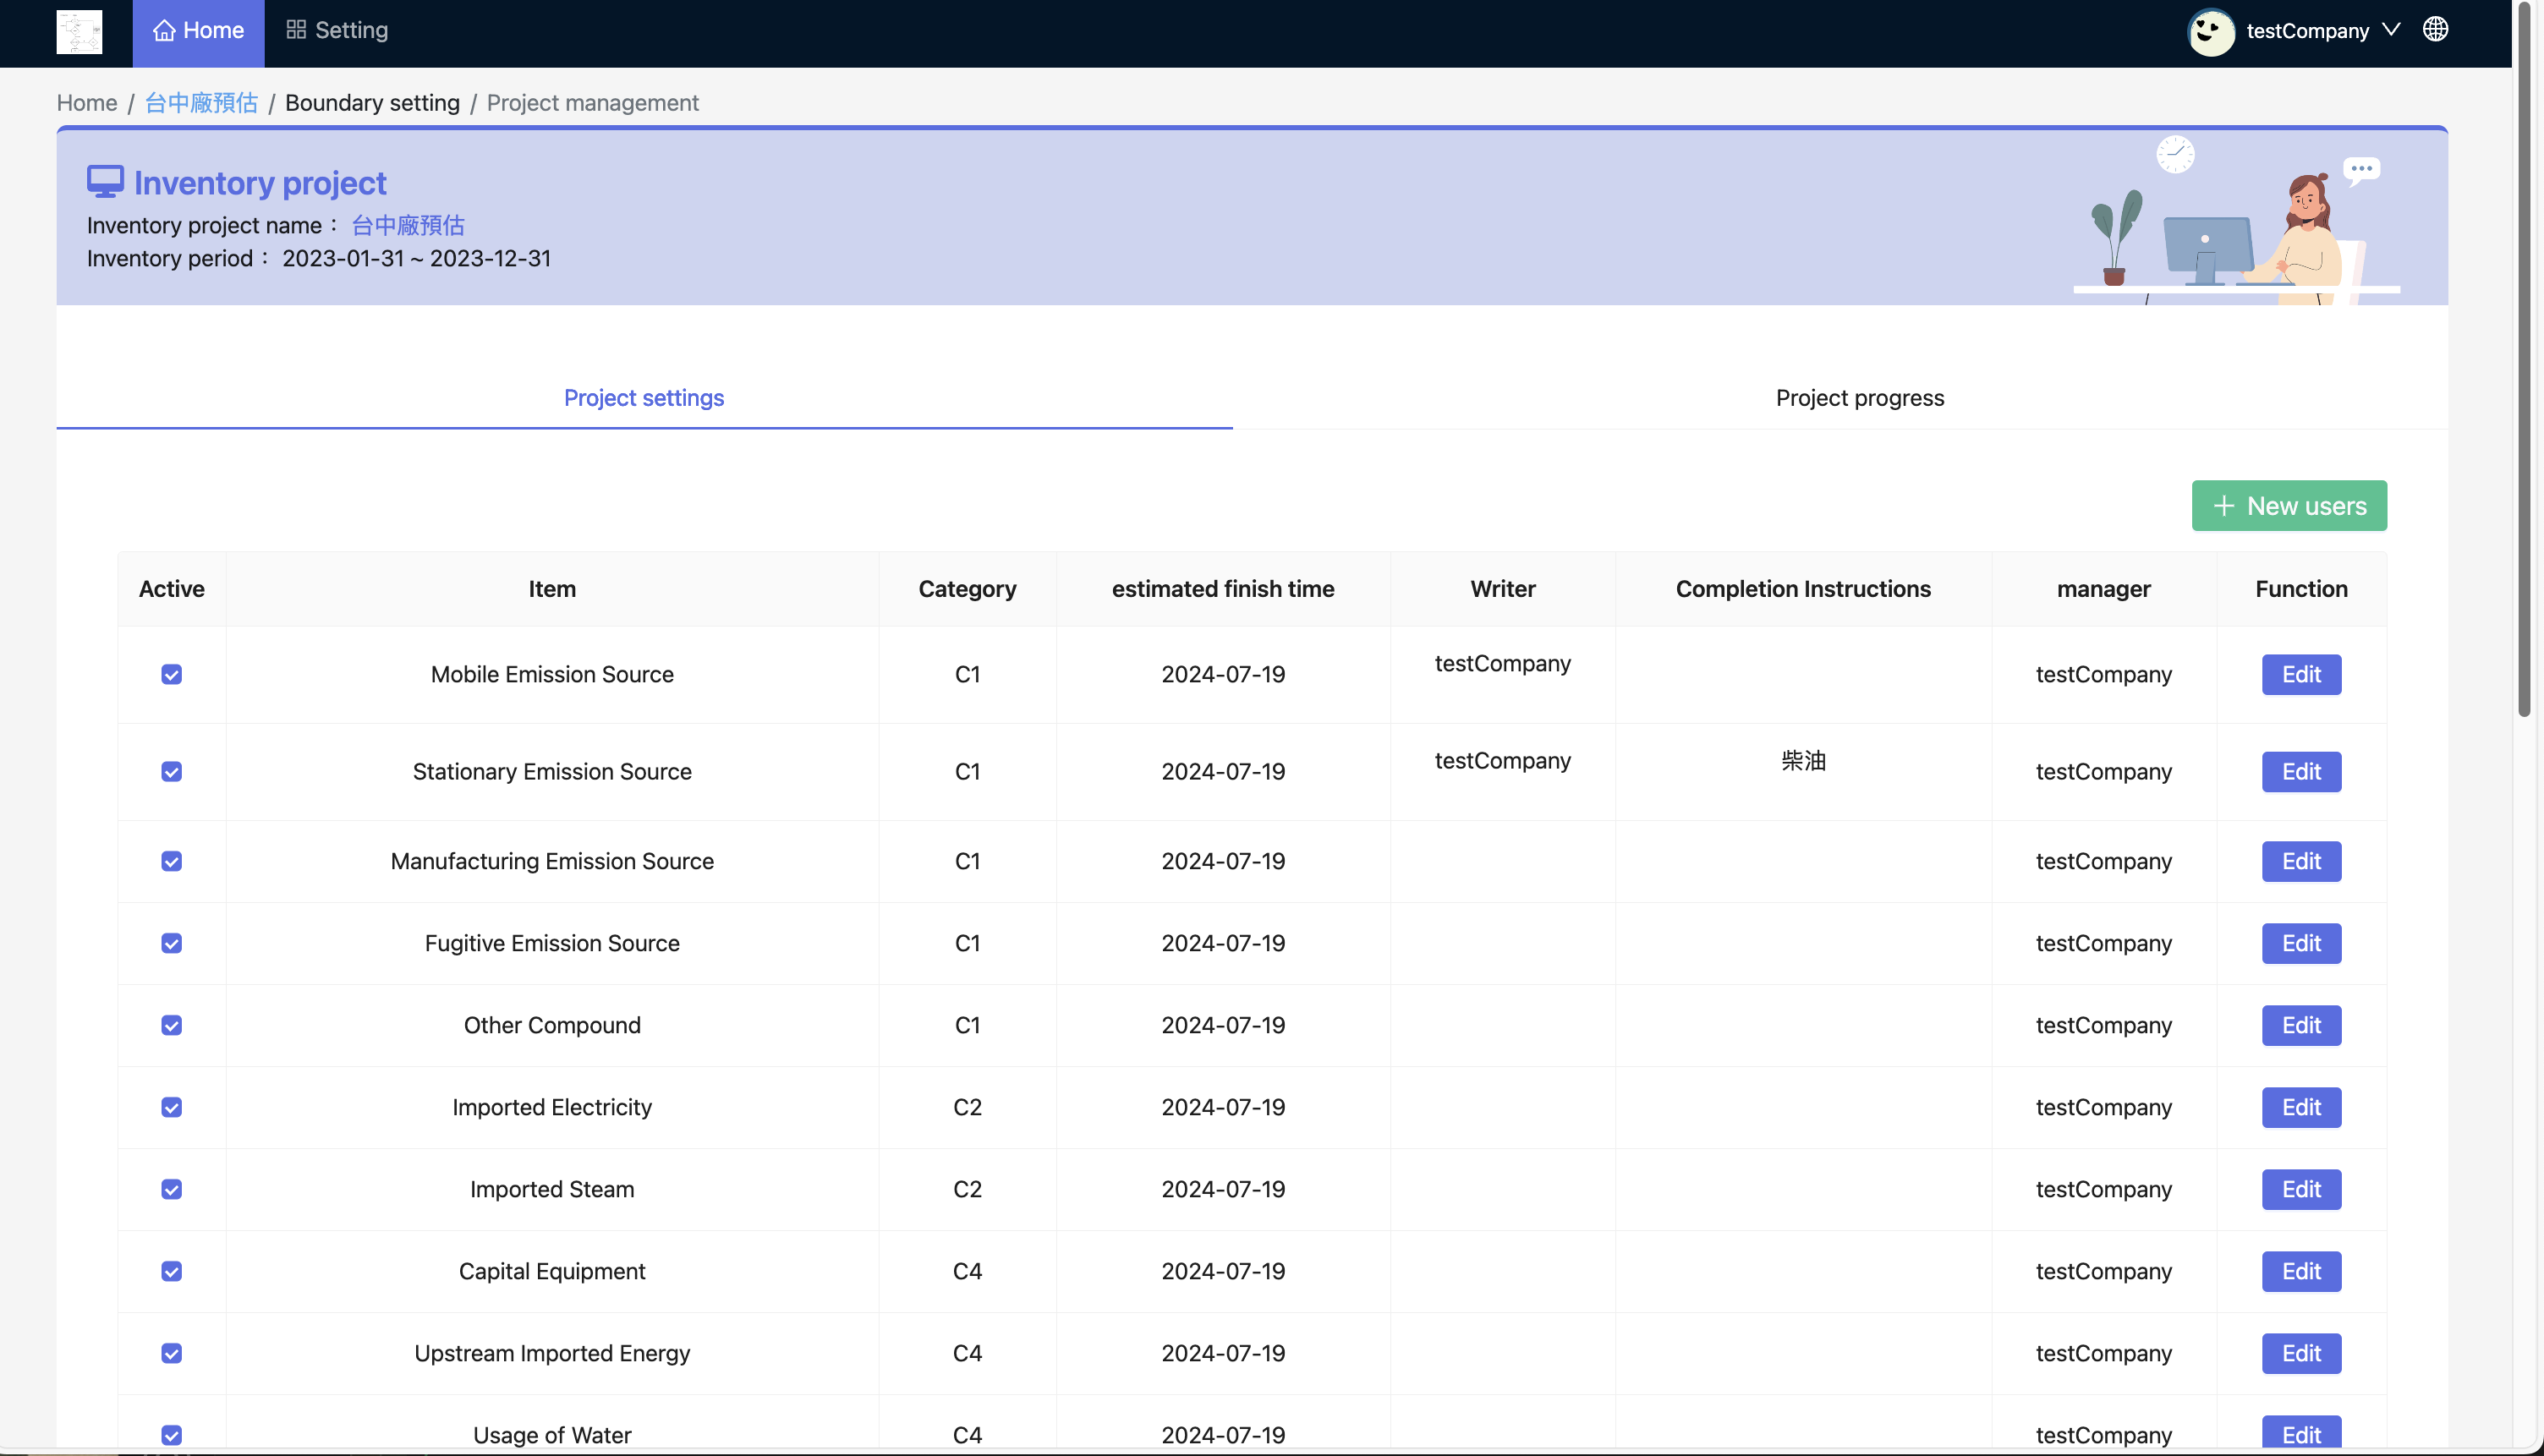 Home Setting testCompany
Home / 台中廠預估 / Boundary setting / Project management
Inventory project
Inventory project name： 台中廠預估
Inventory period： 2023-01-31 ~ 2023-12-31
Project settings Project progress
+ New users
Active Item Category estimated finish time Writer Completion Instructions manager Function
Mobile Emission Source C1 2024-07-19 testCompany testCompany Edit
Stationary Emission Source C1 2024-07-19 testCompany 柴油 testCompany Edit
Manufacturing Emission Source C1 2024-07-19 testCompany Edit
Fugitive Emission Source C1 2024-07-19 testCompany Edit
Other Compound C1 2024-07-19 testCompany Edit
Imported Electricity C2 2024-07-19 testCompany Edit
Imported Steam C2 2024-07-19 testCompany Edit
Capital Equipment C4 2024-07-19 testCompany Edit
Upstream Imported Energy C4 2024-07-19 testCompany Edit
Usage of Water C4 2024-07-19 testCompany Edit